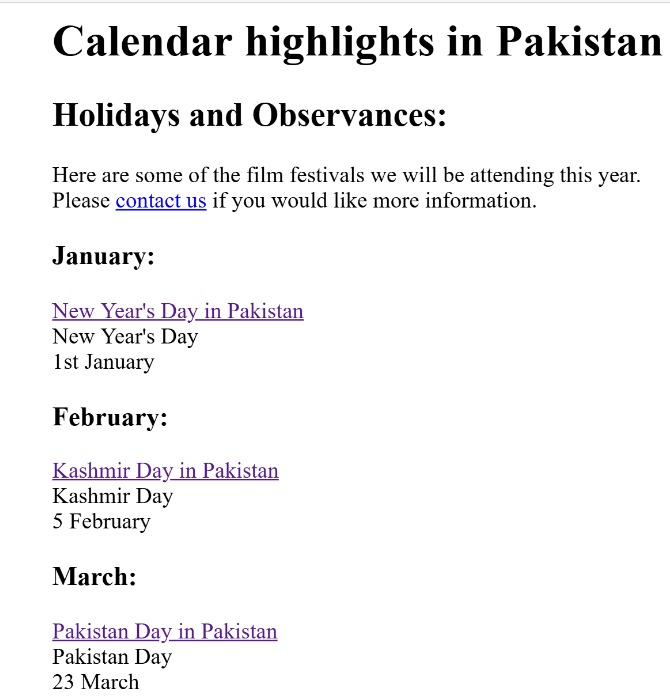 Calendar highlights in Pakistan
Holidays and Observances:
Here are some of the film festivals we will be attending this year.
Please contact us if you would like more information.
January:
New Year's Day in Pakistan
New Year's Day
1st January
February:
Kashmir Day in Pakistan
Kashmir Day
5 February
March:
Pakistan Day in Pakistan
Pakistan Day
23 March